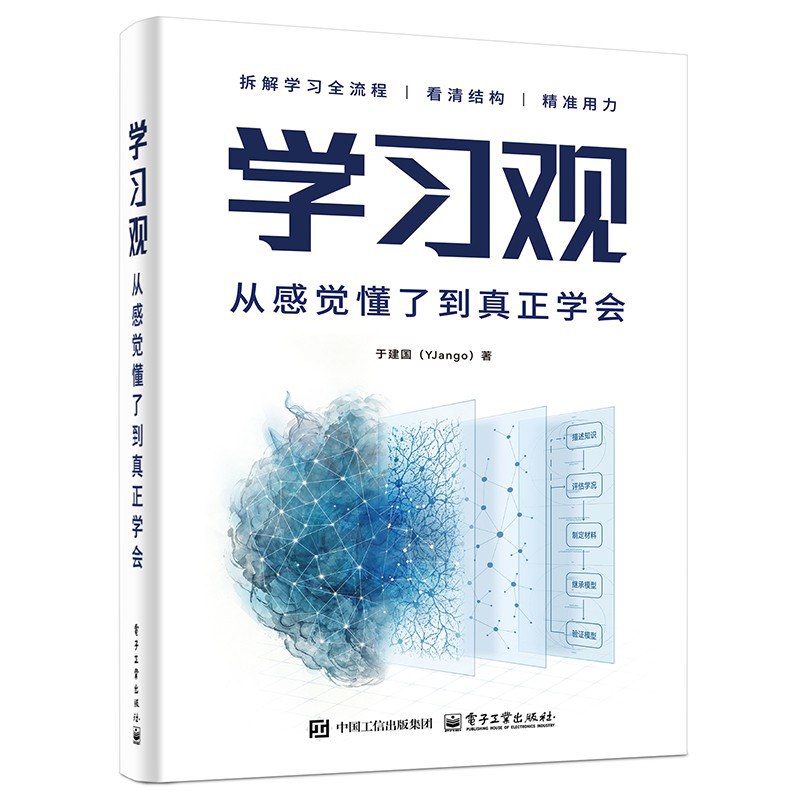 拆解学习全流程 | 看清结构 | 精准用力
学习观
从感觉懂了到真正学会
于建国（YJango）著
描述知识
评估学况
制定材料
继承模型
验证模型
中国工信出版集团
电子工业出版社
PUBLISHING HOUSE OF ELECTRONICS INDUSTRY
学习观
从感觉懂了到真正学会
电子工业出版社